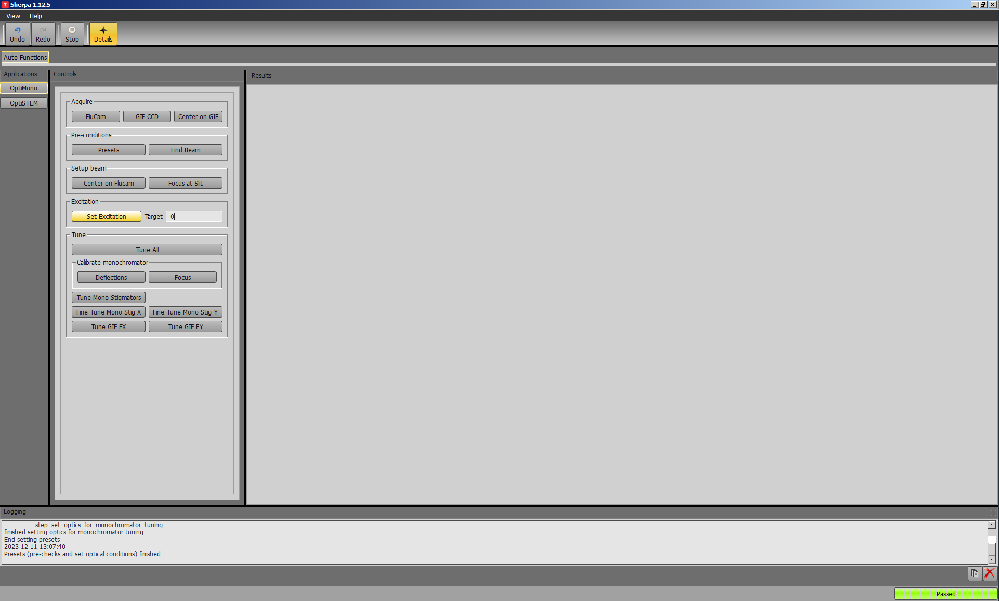 Sherpa 1.12.5
View Help
Undo Redo Stop Details
Auto Functions
Applications
OptiMono
OptiSTEM
Controls
Acquire
FluCam GIF CCD Center on GIF
Pre-conditions
Presets Find Beam
Setup beam
Center on Flucam Focus at Slit
Excitation
Set Excitation Target 0
Tune
Tune All
Calibrate monochromator
Deflections Focus
Tune Mono Stigmators
Fine Tune Mono Stig X Fine Tune Mono Stig Y
Tune GIF FX Tune GIF FY
Results
Logging
_________ step_set_optics_for_monochromator_tuning____________
finished setting optics for monochromator tuning
End setting presets
2023-12-11 13:07:40
Presets (pre-checks and set optical conditions) finished
Passed